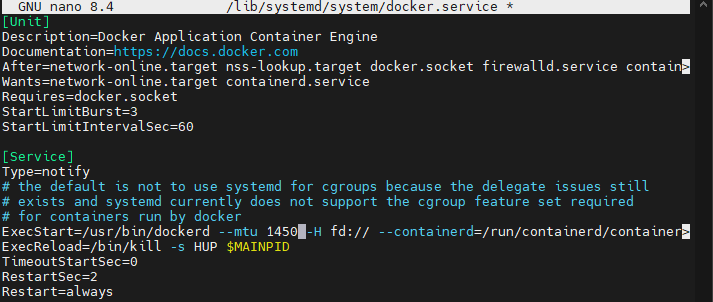 GNU nano 8.4 /lib/systemd/system/docker.service *
[Unit]
Description=Docker Application Container Engine
Documentation=https://docs.docker.com
After=network-online.target nss-lookup.target docker.socket firewalld.service contain>
Wants=network-online.target containerd.service
Requires=docker.socket
StartLimitBurst=3
StartLimitIntervalSec=60
[Service]
Type=notify
# the default is not to use systemd for cgroups because the delegate issues still
# exists and systemd currently does not support the cgroup feature set required
# for containers run by docker
ExecStart=/usr/bin/dockerd --mtu 1450 -H fd:// --containerd=/run/containerd/container>
ExecReload=/bin/kill -s HUP $MAINPID
TimeoutStartSec=0
RestartSec=2
Restart=always